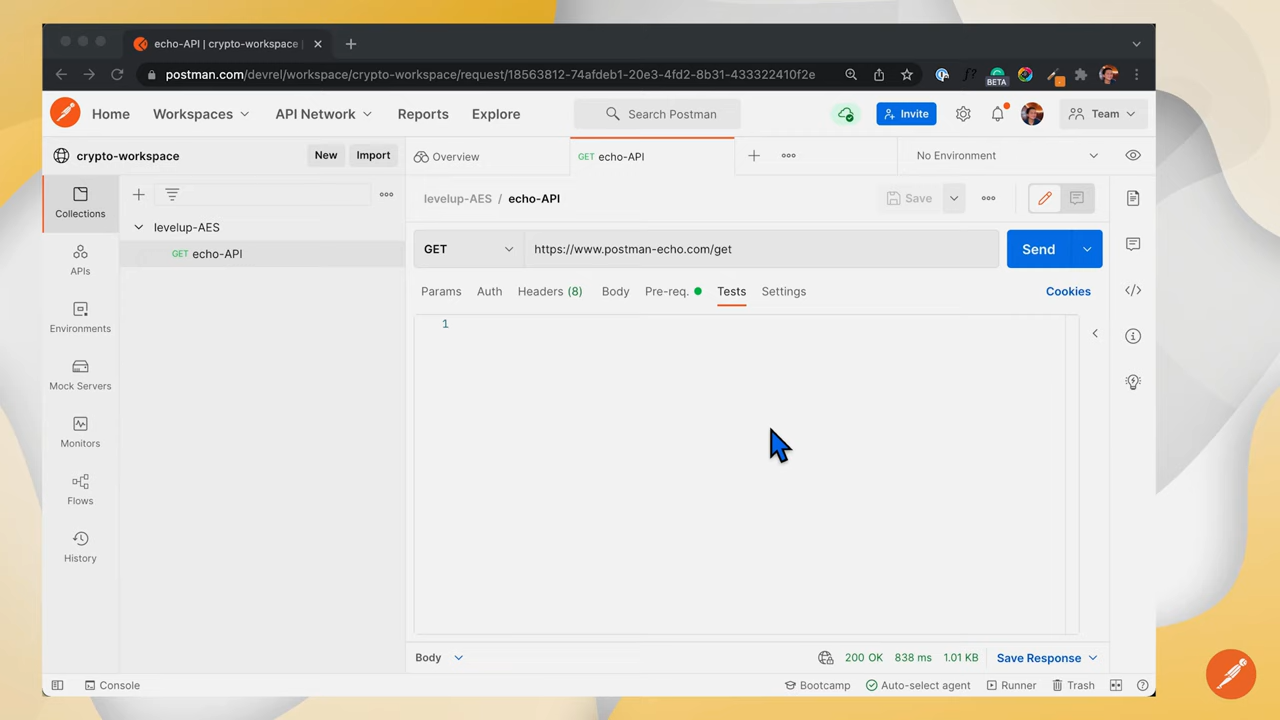 echo-API | crypto-workspace |
postman.com/devrel/workspace/crypto-workspace/request/18563812-74afdeb1-20e3-4fd2-8b31-433322410f2e
f?
BETA
Home
Workspaces
API Network
Reports
Explore
Search Postman
Invite
Team
crypto-workspace
New
Import
Overview
GET echo-API
No Environment
Collections
APIs
Environments
Mock Servers
Monitors
Flows
History
levelup-AES
GET echo-API
levelup-AES / echo-API
Save
GET
https://www.postman-echo.com/get
Send
Params
Auth
Headers (8)
Body
Pre-req.
Tests
Settings
Cookies
1
Body
200 OK
838 ms
1.01 KB
Save Response
Console
Bootcamp
Auto-select agent
Runner
Trash